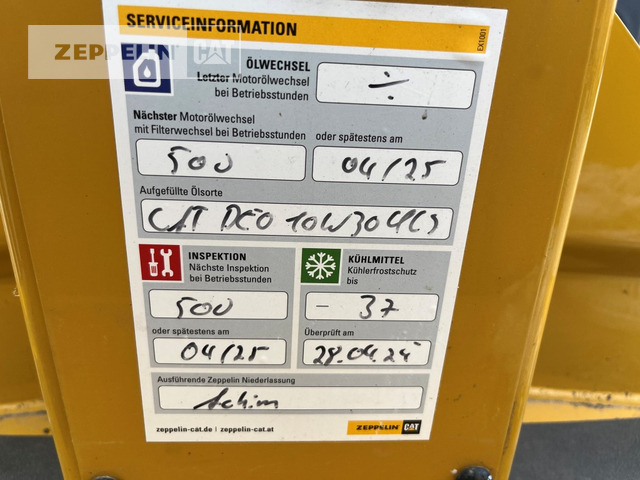 SERVICEINFORMATION
EX1001
ZEPPELIN CAT
ÖLWECHSEL
Letzter Motorölwechsel
bei Betriebsstunden
÷
Nächster Motorölwechsel
mit Filterwechsel bei Betriebsstunden
oder spätestens am
500
04/25
Aufgefüllte Ölsorte
CAT DEO 10W30
INSPEKTION
Nächste Inspektion
bei Betriebsstunden
KÜHLMITTEL
Kühlerfrostschutz
bis
500
- 37
oder spätestens am
Überprüft am
04/25
28.04.24
Ausführende Zeppelin Niederlassung
Achim
zeppelin-cat.de | zeppelin-cat.at
ZEPPELIN CAT